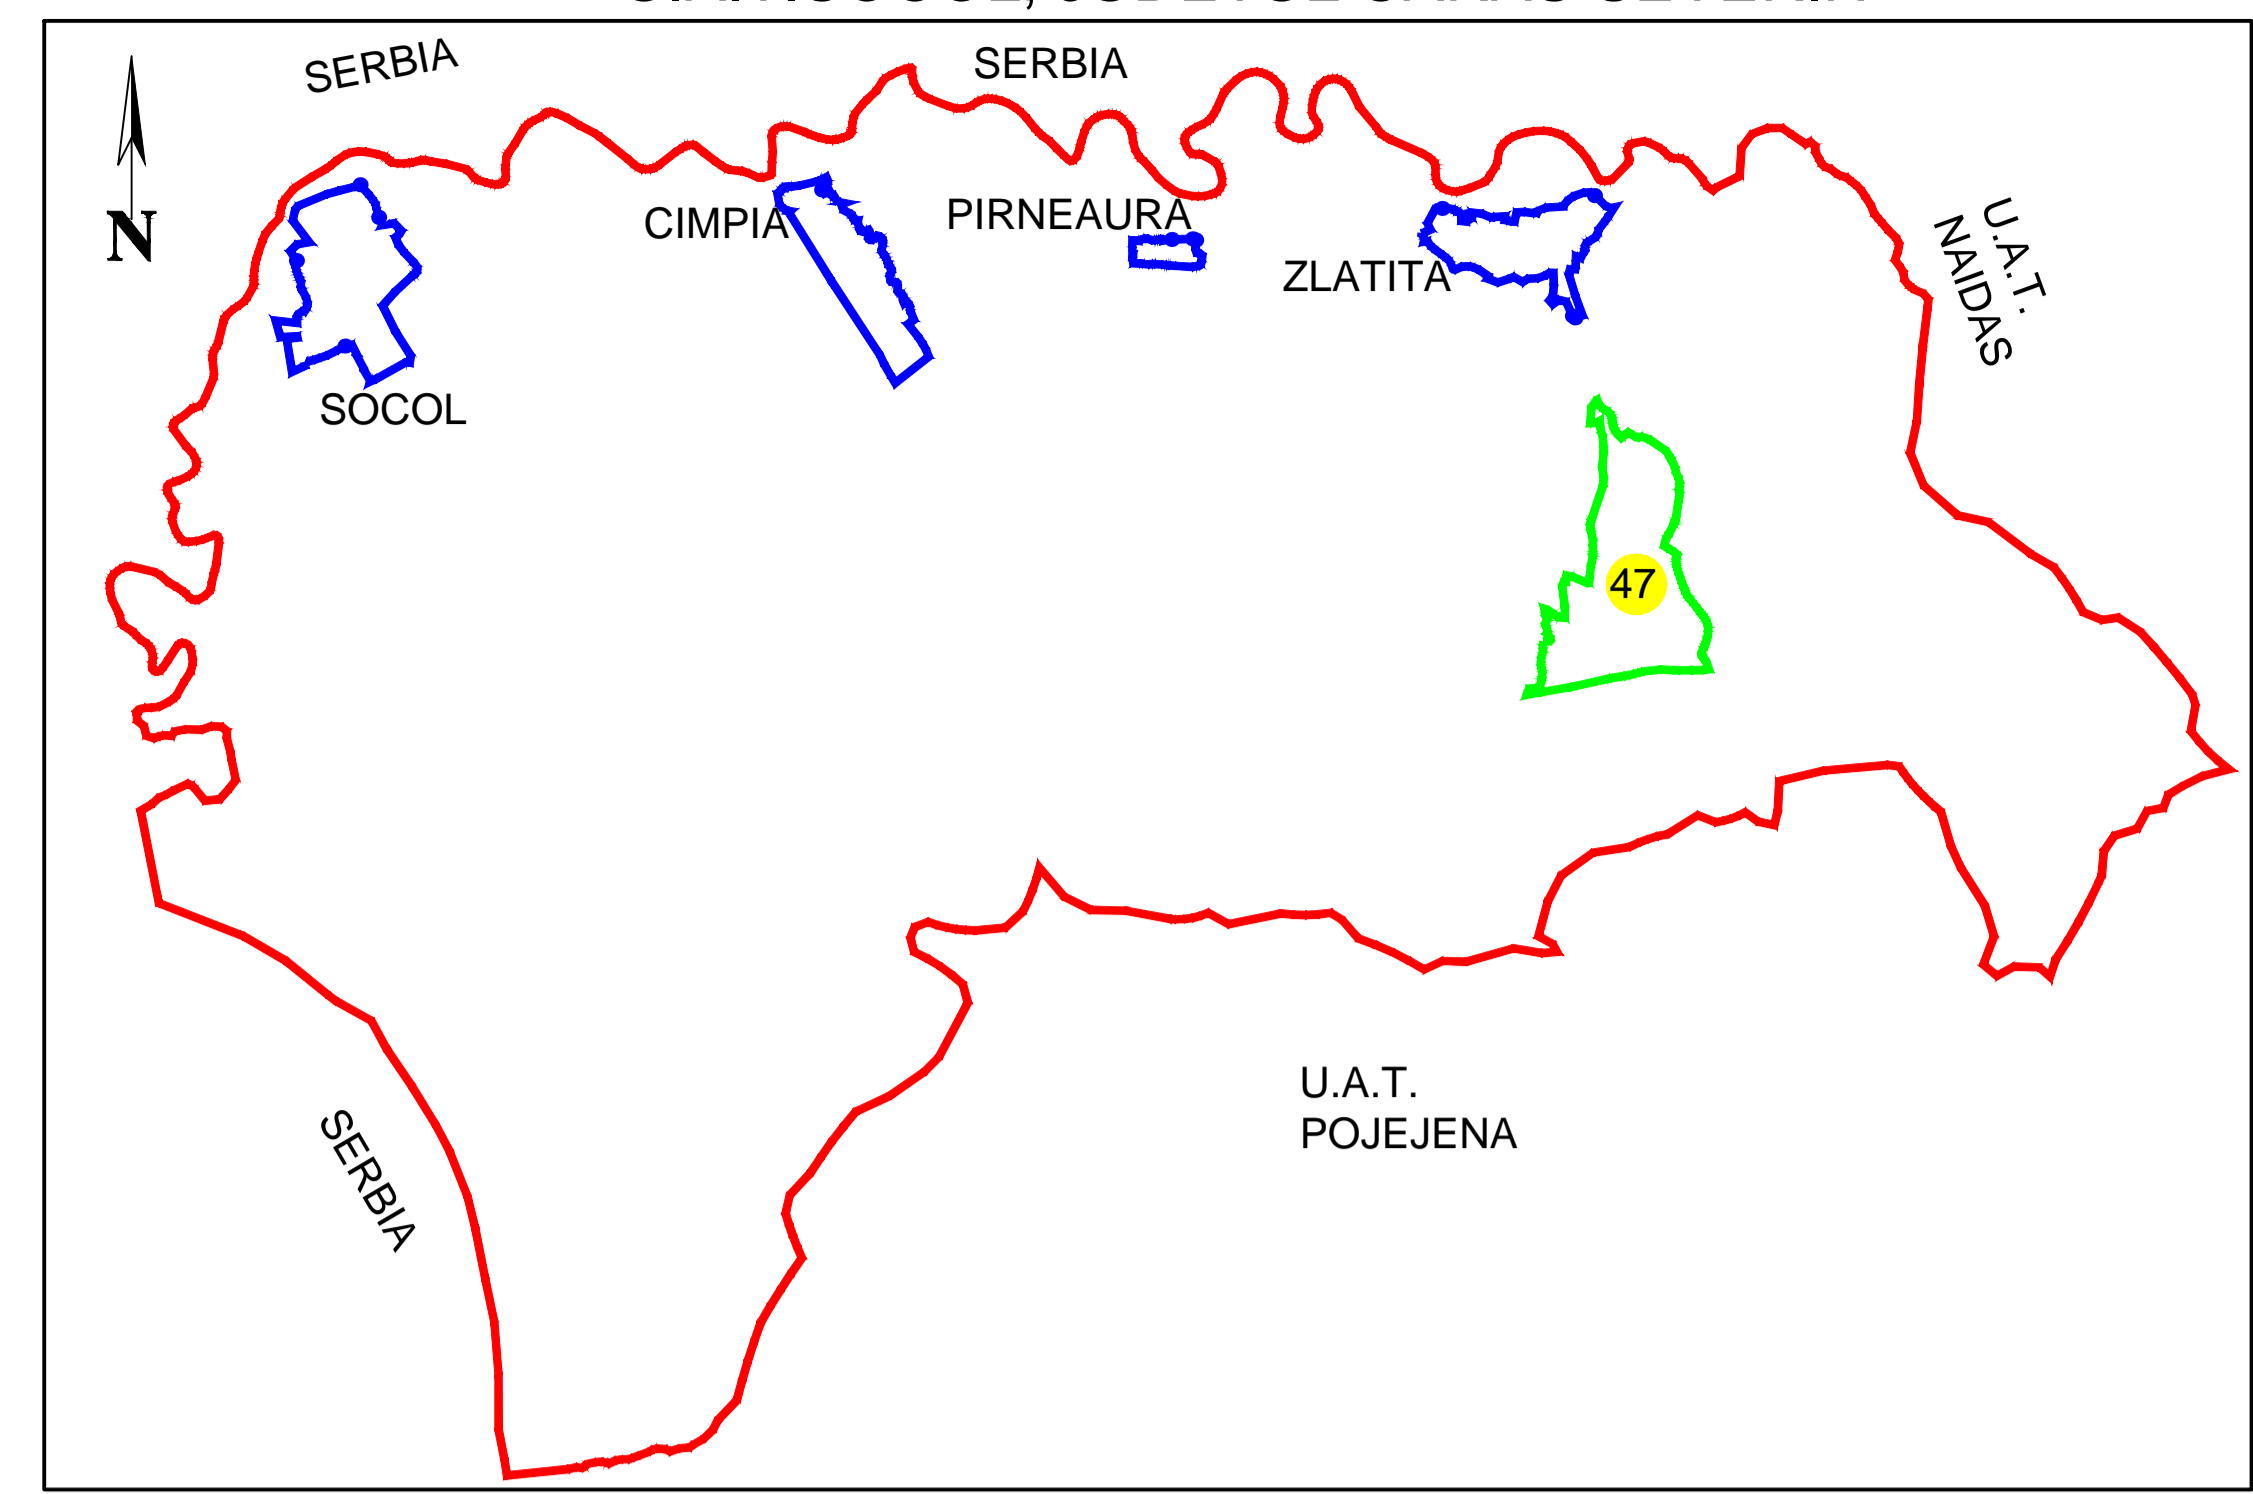 SERBIA
SERBIA
N
CIMPIA
PIRNEAURA
ZLATITA
U.A.T.
NAIDAS
SOCOL
47
U.A.T.
POJEJENA
SERBIA